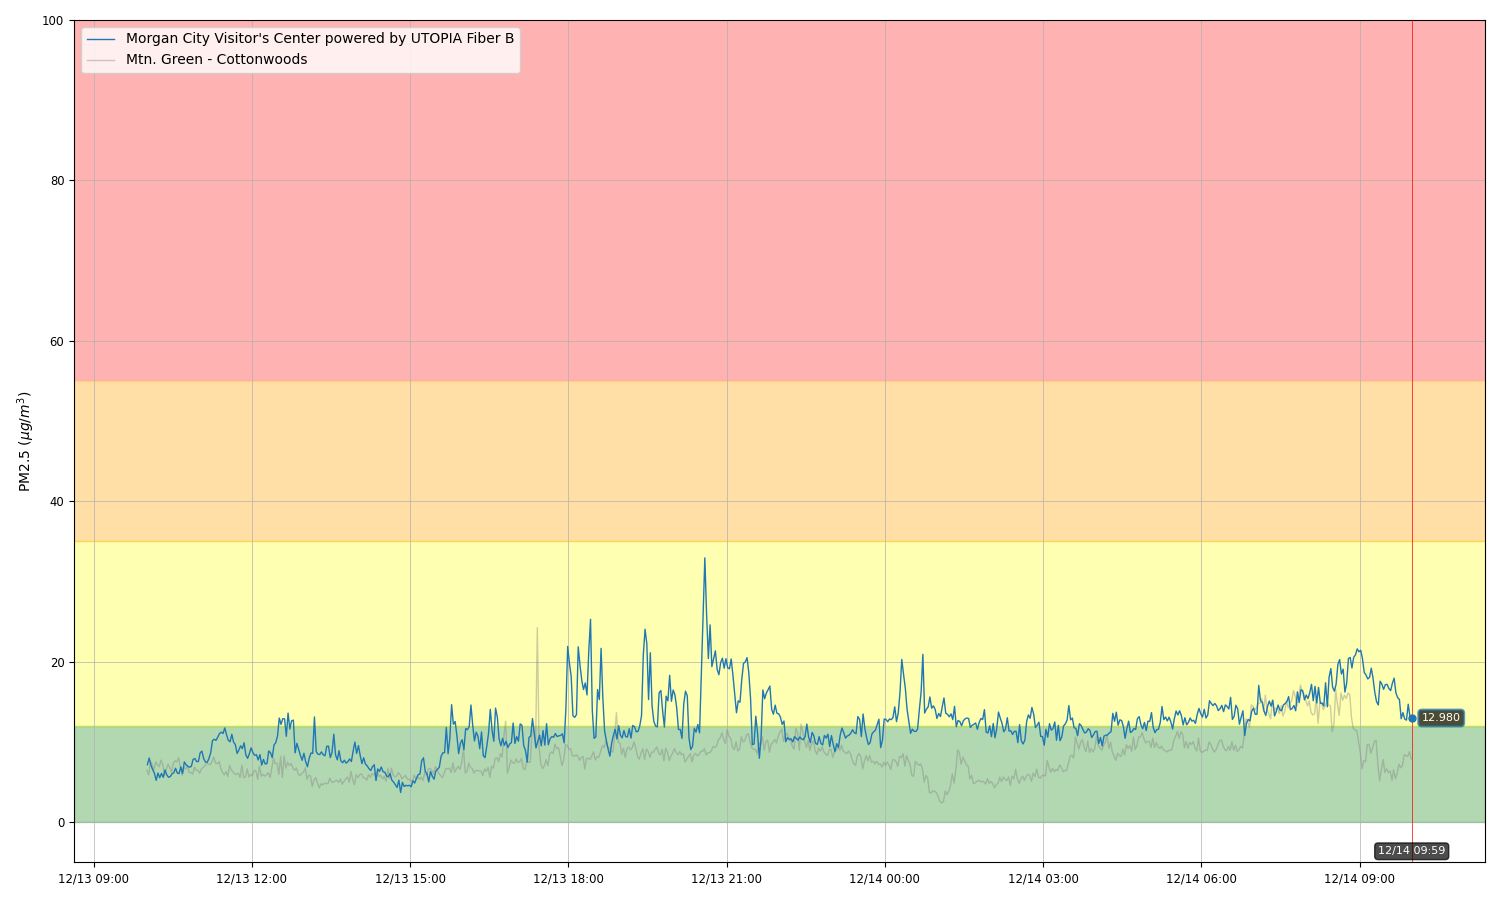 100
Morgan City Visitor's Center powered by UTOPIA Fiber B
Mtn. Green - Cottonwoods
80
60
40
20
0
PM2.5 (μg/m³)
12.980
12/14 09:59
12/13 09:00 12/13 12:00 12/13 15:00 12/13 18:00 12/13 21:00 12/14 00:00 12/14 03:00 12/14 06:00 12/14 09:00